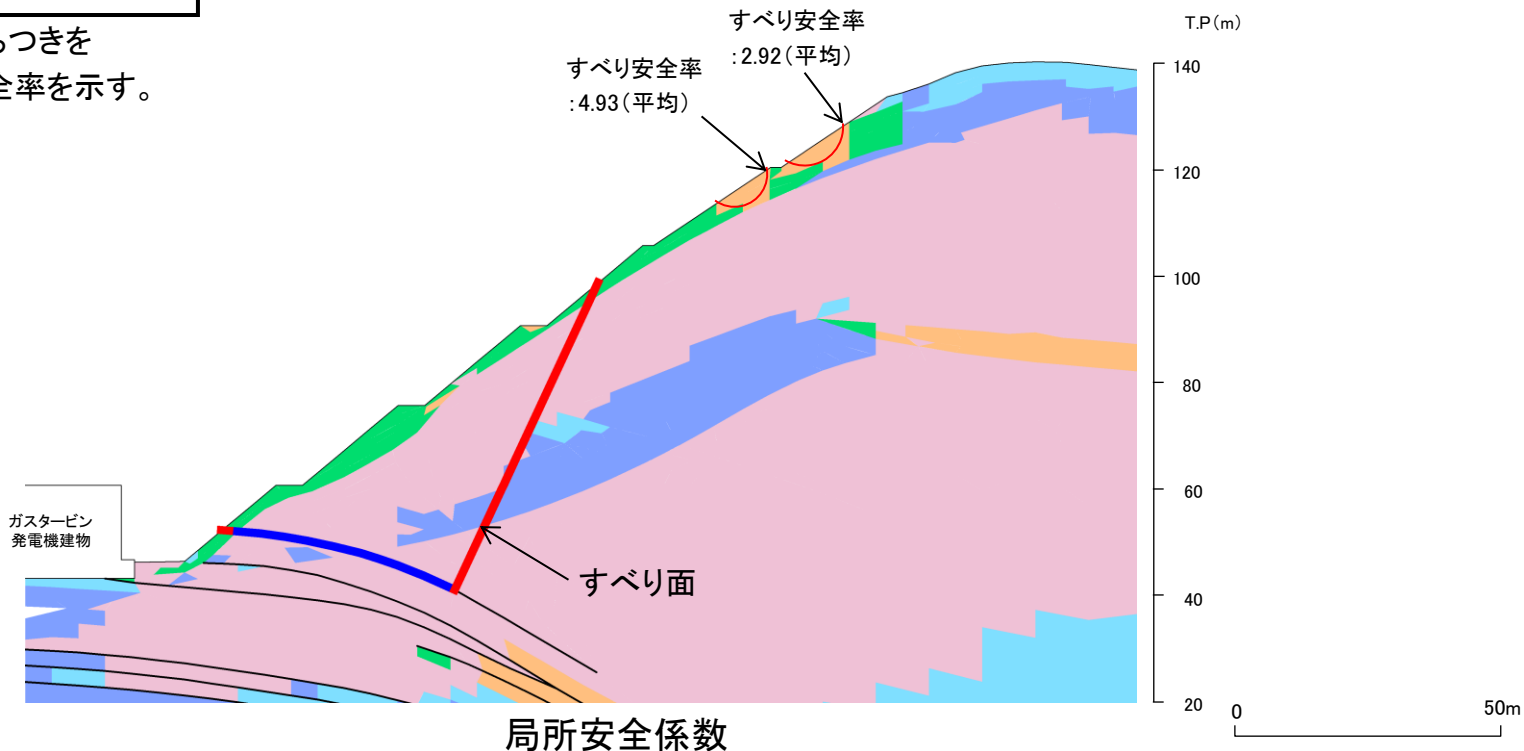 つきを
全率を示す。
すべり安全率
:4.93(平均)
すべり安全率
:2.92(平均)
T.P(m)
140
120
100
80
60
40
20
ガスタービン
発電機建物
すべり面
局所安全係数
0
50m